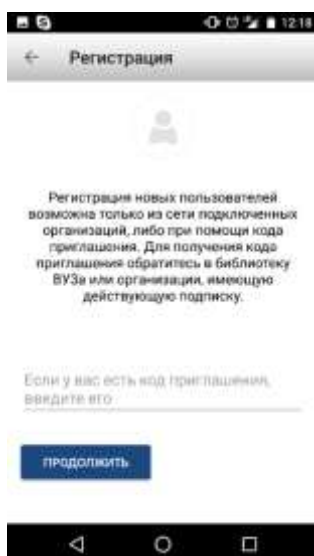 12:18
Регистрация
Регистрация новых пользователей
возможна только из сети подключенных
организаций, либо при помощи кода
приглашения. Для получения кода
приглашения обратитесь в библиотеку
ВУЗа или организации, имеющую
действующую подписку.
Если у вас есть код приглашения,
введите его
ПРОДОЛЖИТЬ